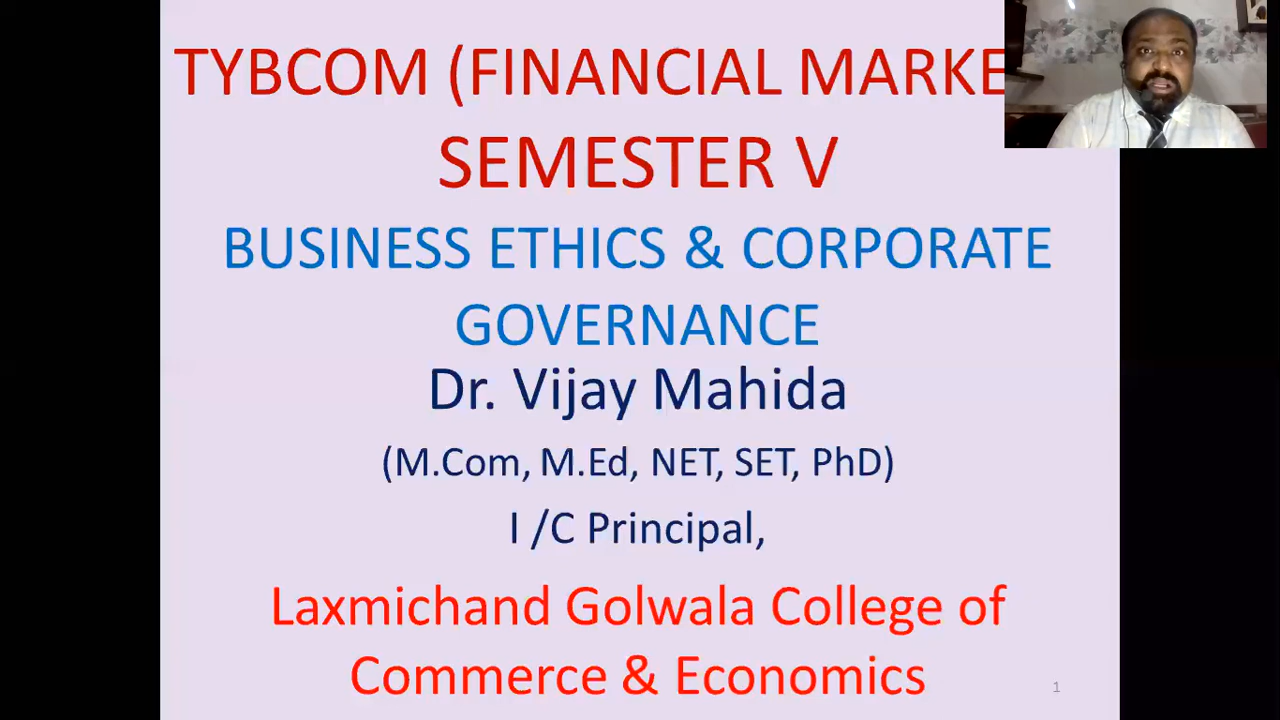 TYBCOM (FINANCIAL MARKE
SEMESTER V
BUSINESS ETHICS & CORPORATE
GOVERNANCE
Dr. Vijay Mahida
(M.Com, M.Ed, NET, SET, PhD)
I /C Principal,
Laxmichand Golwala College of
Commerce & Economics
1